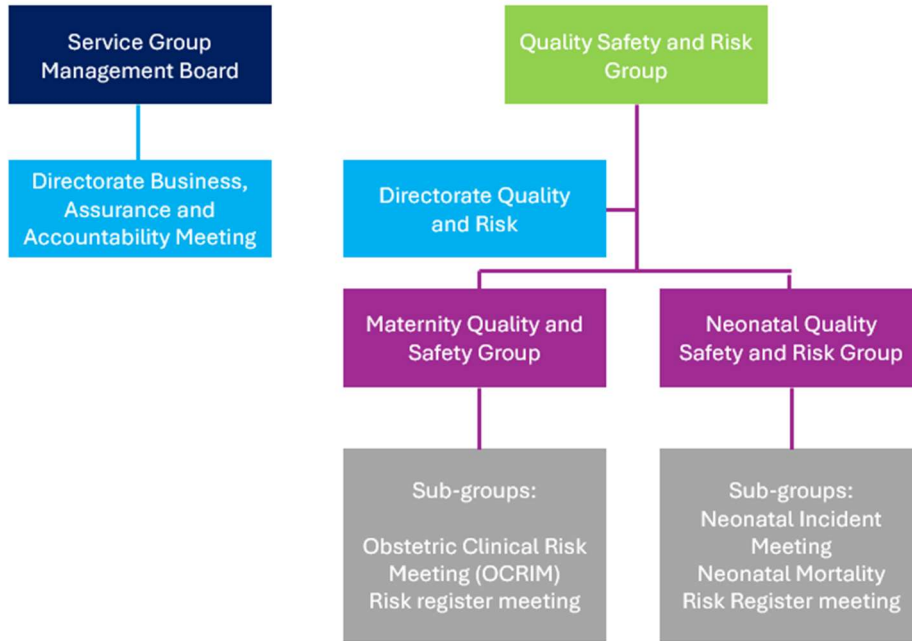 Service Group
Management Board
Quality Safety and Risk
Group
Directorate Business,
Assurance and
Accountability Meeting
Directorate Quality
and Risk
Maternity Quality and
Safety Group
Neonatal Quality
Safety and Risk Group
Sub-groups:
Obstetric Clinical Risk
Meeting (OCRIM)
Risk register meeting
Sub-groups:
Neonatal Incident
Meeting
Neonatal Mortality
Risk Register meeting